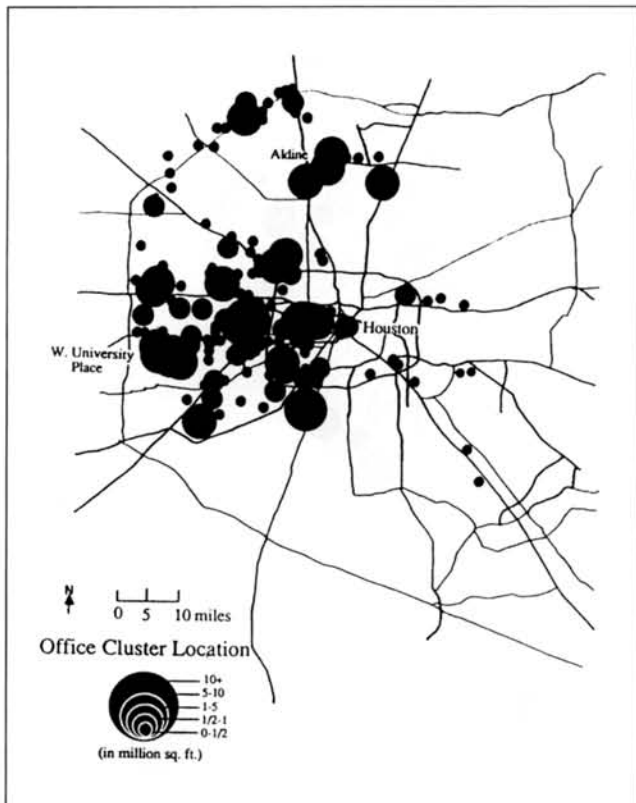 Aldine
Houston
W. University
Place
N
0 5 10 miles
Office Cluster Location
10+
5-10
1-5
1/2-1
0-1/2
(in million sq. ft.)